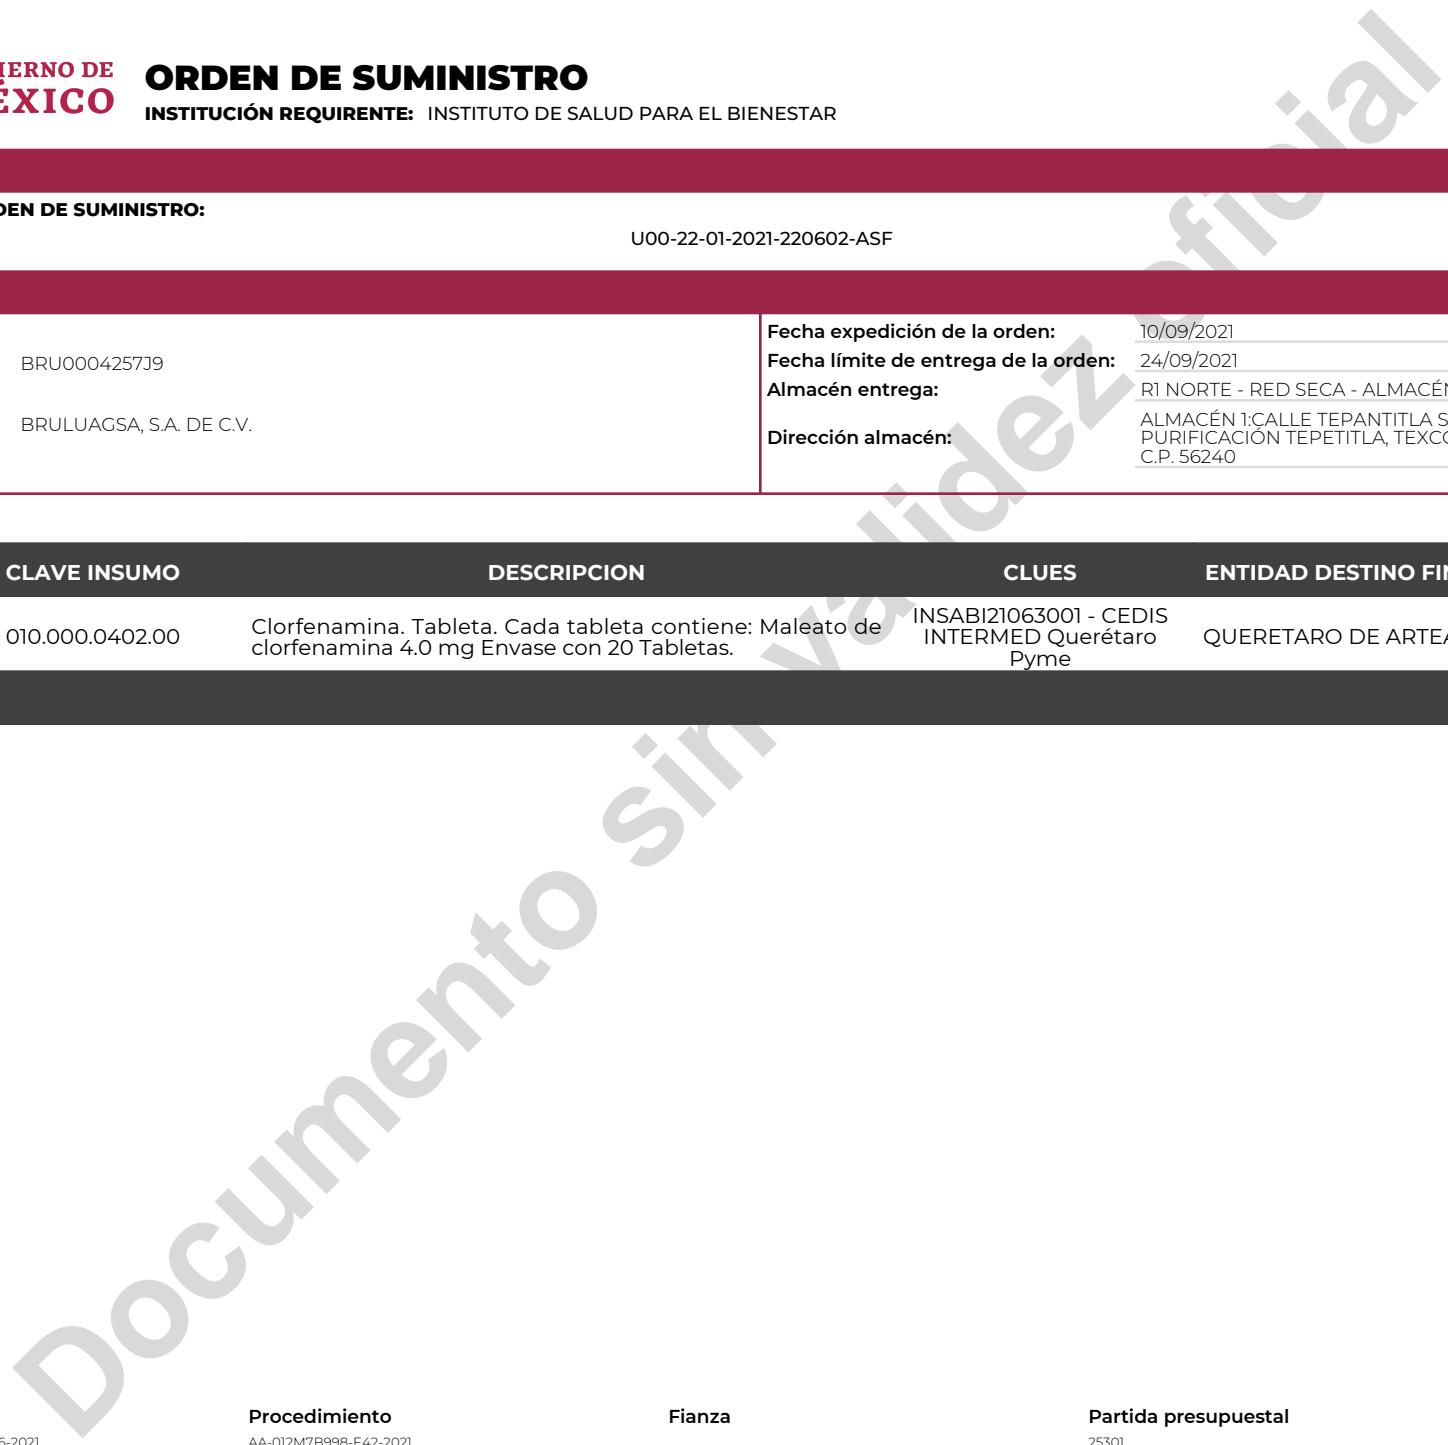 IERNO DE
ÉXICO
ORDEN DE SUMINISTRO
INSTITUCIÓN REQUIRENTE: INSTITUTO DE SALUD PARA EL BIENESTAR
DEN DE SUMINISTRO:
U00-22-01-2021-220602-ASF
BRU0004257J9
BRULUAGSA, S.A. DE C.V.
Fecha expedición de la orden: 10/09/2021
Fecha límite de entrega de la orden: 24/09/2021
Almacén entrega: R1 NORTE - RED SECA - ALMACÉN
Dirección almacén: ALMACÉN 1:CALLE TEPANTITLA S
PURIFICACIÓN TEPETITLA, TEXCO
C.P. 56240
CLAVE INSUMO DESCRIPCION CLUES ENTIDAD DESTINO FIN
010.000.0402.00
Clorfenamina. Tableta. Cada tableta contiene: Maleato de
clorfenamina 4.0 mg Envase con 20 Tabletas.
INSABI21063001 - CEDIS
INTERMED Querétaro
Pyme
QUERETARO DE ARTEA
Documento sin validez oficial
Procedimiento Fianza Partida presupuestal
6-2021 AA-012M7B998-E42-2021 25301